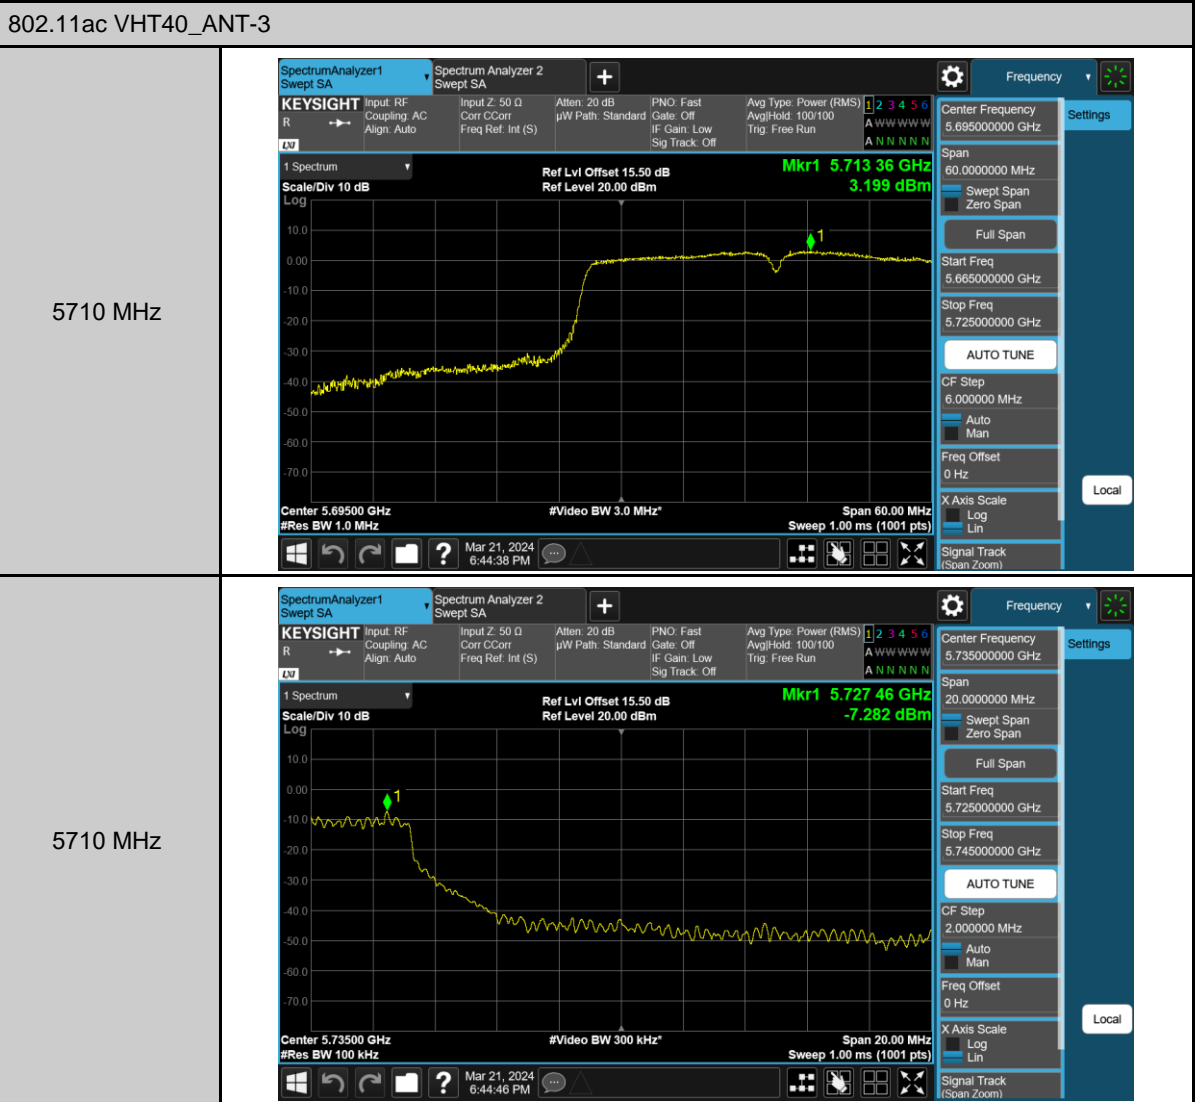 802.11ac VHT40_ANT-3
5710 MHz
SpectrumAnalyzer1
Swept SA
Spectrum Analyzer 2
Swept SA
Frequency
KEYSIGHT
R
LXI
Input: RF
Coupling: AC
Align: Auto
Input Z: 50 Ω
Corr CCorr
Freq Ref: Int (S)
Atten: 20 dB
µW Path: Standard
PNO: Fast
Gate: Off
IF Gain: Low
Sig Track: Off
Avg Type: Power (RMS)
Avg|Hold: 100/100
Trig: Free Run
1 2 3 4 5 6
A W W W W W
A N N N N N
Center Frequency
5.695000000 GHz
Settings
1 Spectrum
Scale/Div 10 dB
Log
Ref Lvl Offset 15.50 dB
Ref Level 20.00 dBm
Mkr1 5.713 36 GHz
3.199 dBm
Span
60.0000000 MHz
Swept Span
Zero Span
Full Span
Start Freq
5.665000000 GHz
Stop Freq
5.725000000 GHz
AUTO TUNE
CF Step
6.000000 MHz
Auto
Man
Freq Offset
0 Hz
X Axis Scale
Log
Lin
Signal Track
(Span Zoom)
Local
1
10.0
0.00
-10.0
-20.0
-30.0
-40.0
-50.0
-60.0
-70.0
Center 5.69500 GHz
#Res BW 1.0 MHz
#Video BW 3.0 MHz*
Span 60.00 MHz
Sweep 1.00 ms (1001 pts)
?
Mar 21, 2024
6:44:38 PM
5710 MHz
SpectrumAnalyzer1
Swept SA
Spectrum Analyzer 2
Swept SA
Frequency
KEYSIGHT
R
LXI
Input: RF
Coupling: AC
Align: Auto
Input Z: 50 Ω
Corr CCorr
Freq Ref: Int (S)
Atten: 20 dB
µW Path: Standard
PNO: Fast
Gate: Off
IF Gain: Low
Sig Track: Off
Avg Type: Power (RMS)
Avg|Hold: 100/100
Trig: Free Run
1 2 3 4 5 6
A W W W W W
A N N N N N
Center Frequency
5.735000000 GHz
Settings
1 Spectrum
Scale/Div 10 dB
Log
Ref Lvl Offset 15.50 dB
Ref Level 20.00 dBm
Mkr1 5.727 46 GHz
-7.282 dBm
Span
20.0000000 MHz
Swept Span
Zero Span
Full Span
Start Freq
5.725000000 GHz
Stop Freq
5.745000000 GHz
AUTO TUNE
CF Step
2.000000 MHz
Auto
Man
Freq Offset
0 Hz
X Axis Scale
Log
Lin
Signal Track
(Span Zoom)
Local
1
10.0
0.00
-10.0
-20.0
-30.0
-40.0
-50.0
-60.0
-70.0
Center 5.73500 GHz
#Res BW 100 kHz
#Video BW 300 kHz*
Span 20.00 MHz
Sweep 1.00 ms (1001 pts)
?
Mar 21, 2024
6:44:46 PM